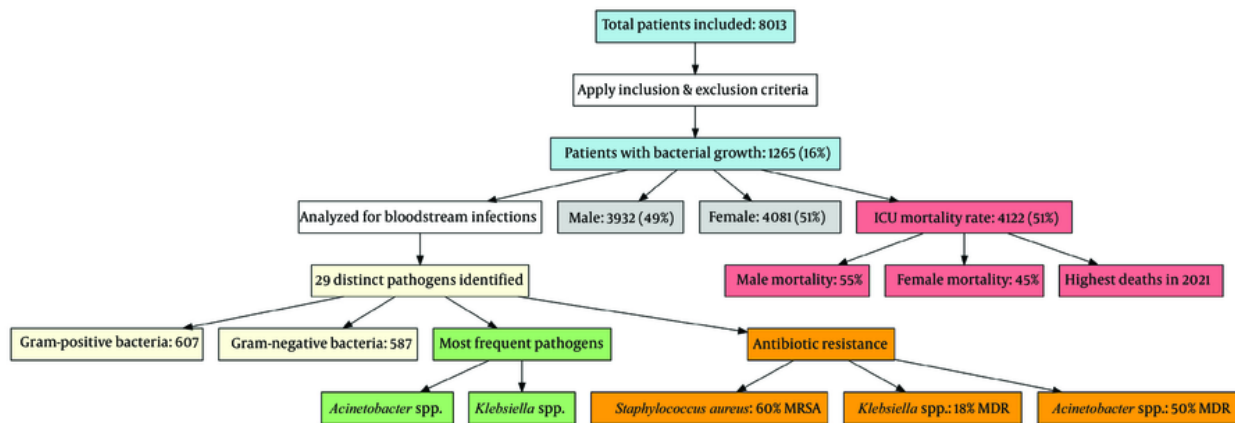 Total patients included: 8013
Apply inclusion & exclusion criteria
Patients with bacterial growth: 1265 (16%)
Analyzed for bloodstream infections
Male: 3932 (49%)
Female: 4081 (51%)
ICU mortality rate: 4122 (51%)
29 distinct pathogens identified
Male mortality: 55%
Female mortality: 45%
Highest deaths in 2021
Gram-positive bacteria: 607
Gram-negative bacteria: 587
Most frequent pathogens
Antibiotic resistance
Acinetobacter spp.
Klebsiella spp.
Staphylococcus aureus: 60% MRSA
Klebsiella spp.: 18% MDR
Acinetobacter spp.: 50% MDR